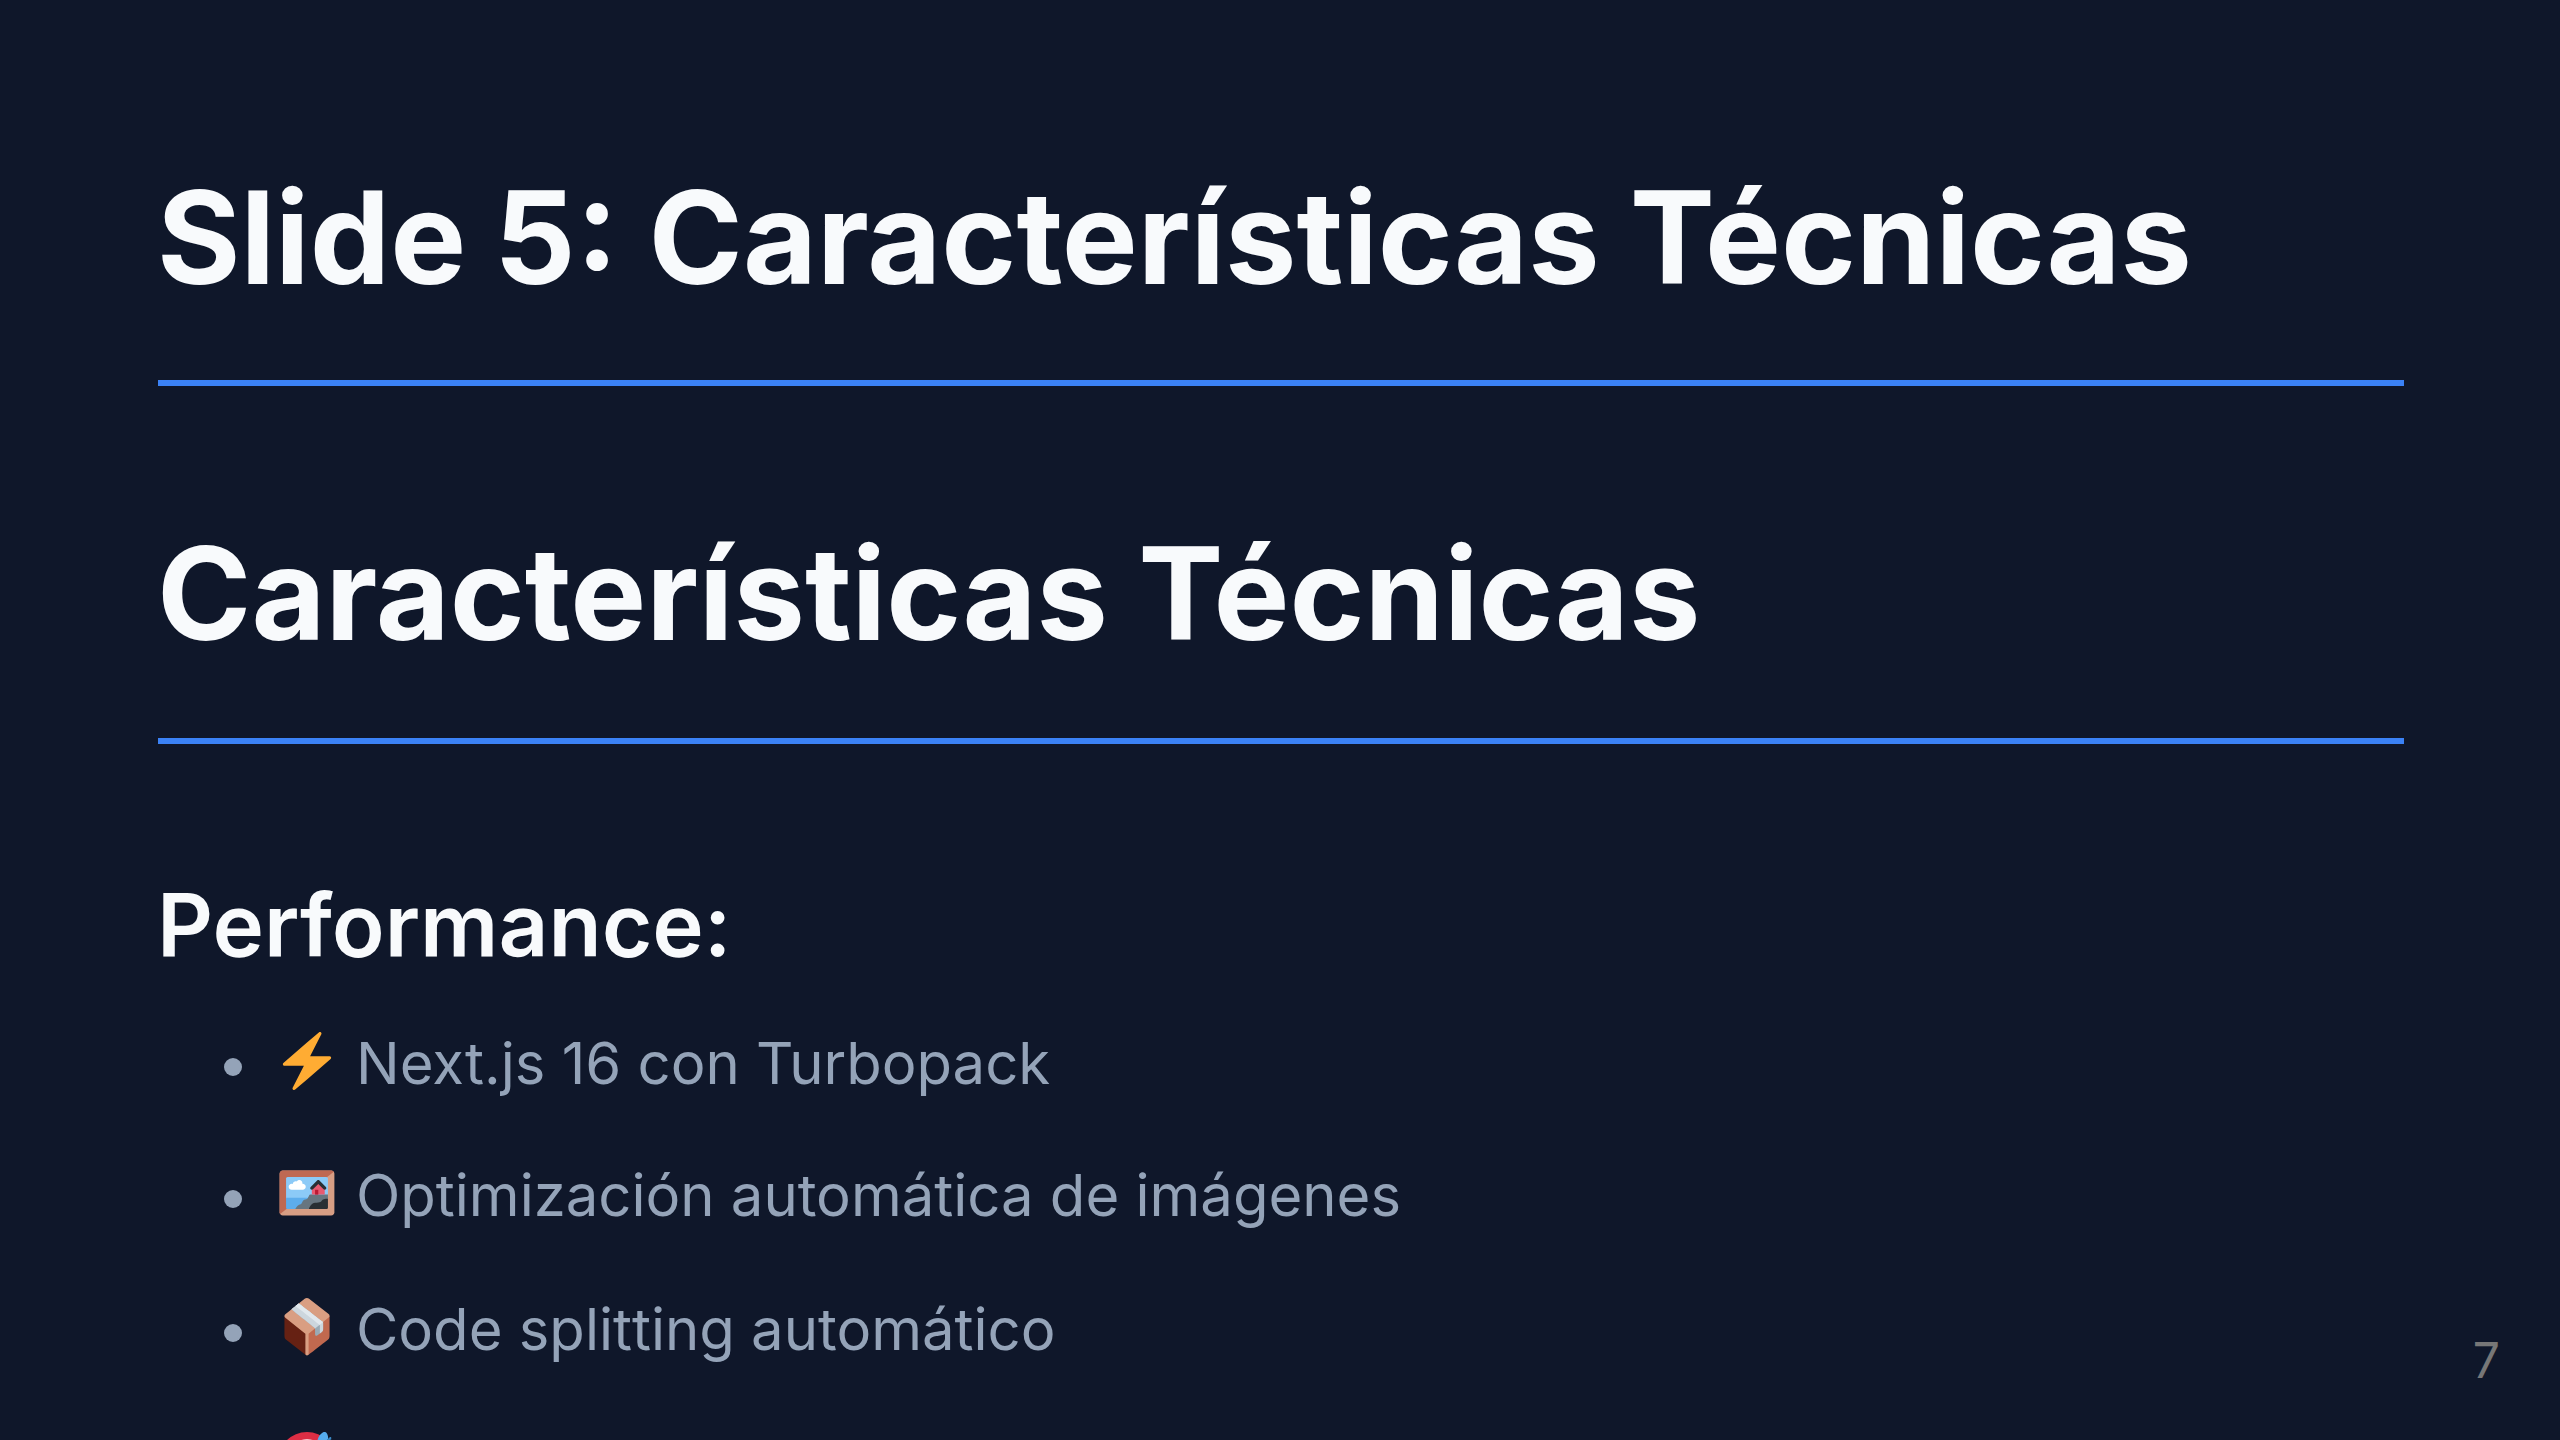 Slide 5: Características Técnicas
Características Técnicas
Performance:
• ⚡ Next.js 16 con Turbopack
• 🖼️ Optimización automática de imágenes
• 📦 Code splitting automático
7